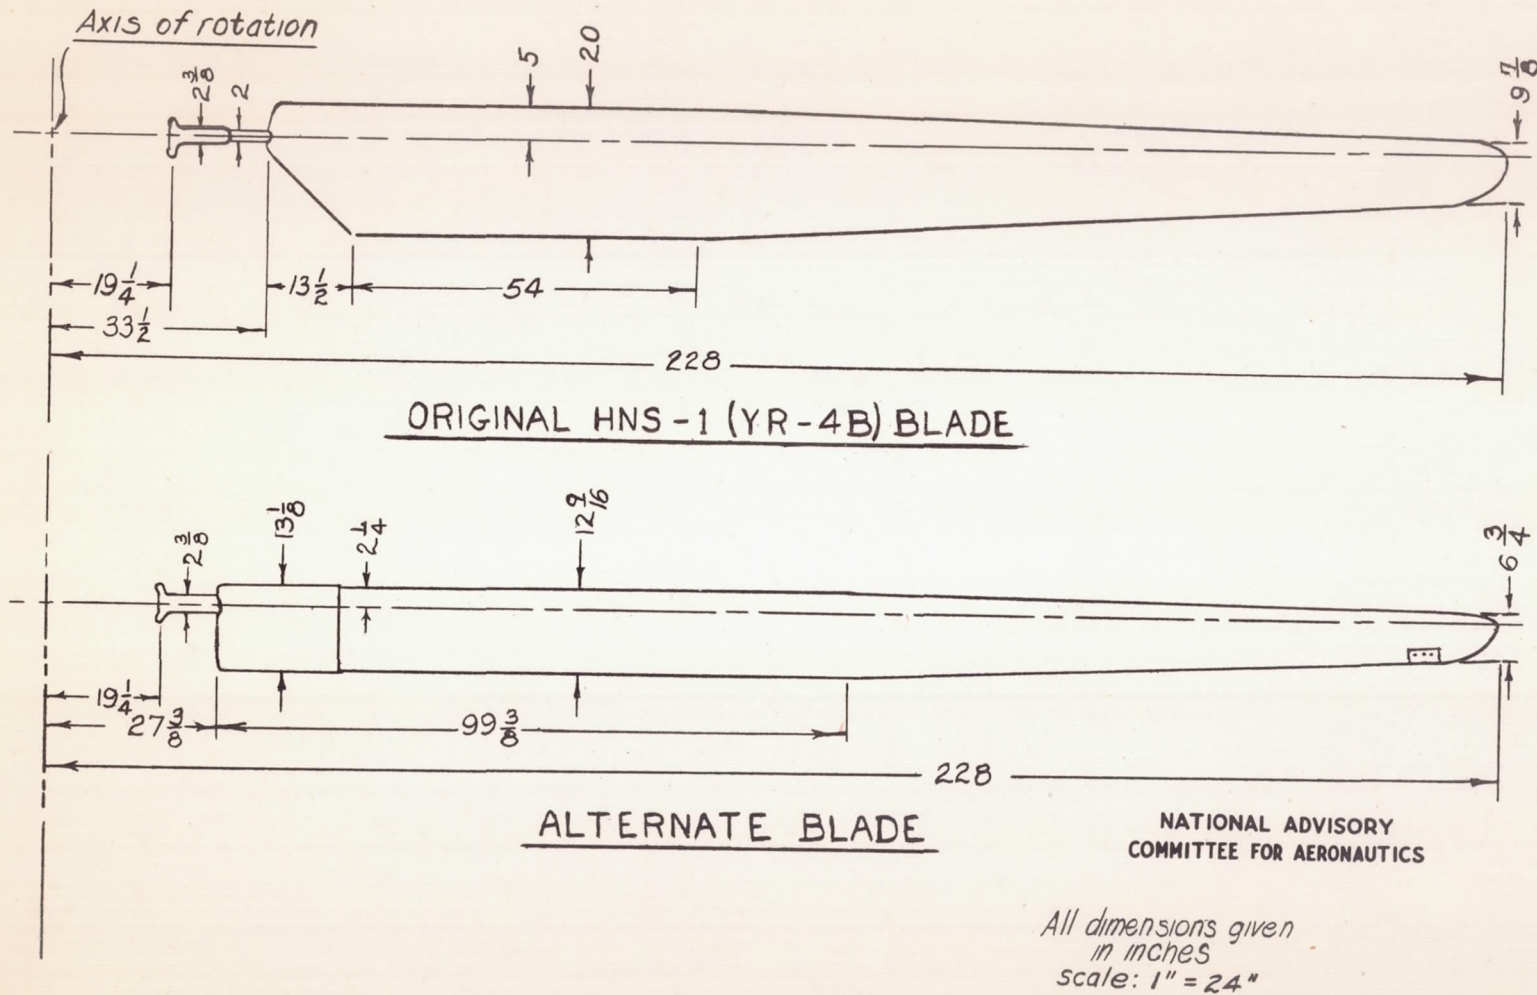 Axis of rotation
2 3/8
2
5
20
9 7/8
19 1/4
13 1/2
54
33 1/2
228
ORIGINAL HNS-1 (YR-4B) BLADE
2 3/8
13 1/8
2 1/4
12 9/16
6 3/4
19 1/4
27 3/8
99 3/8
228
ALTERNATE BLADE
NATIONAL ADVISORY
COMMITTEE FOR AERONAUTICS
All dimensions given
in inches
scale: 1" = 24"